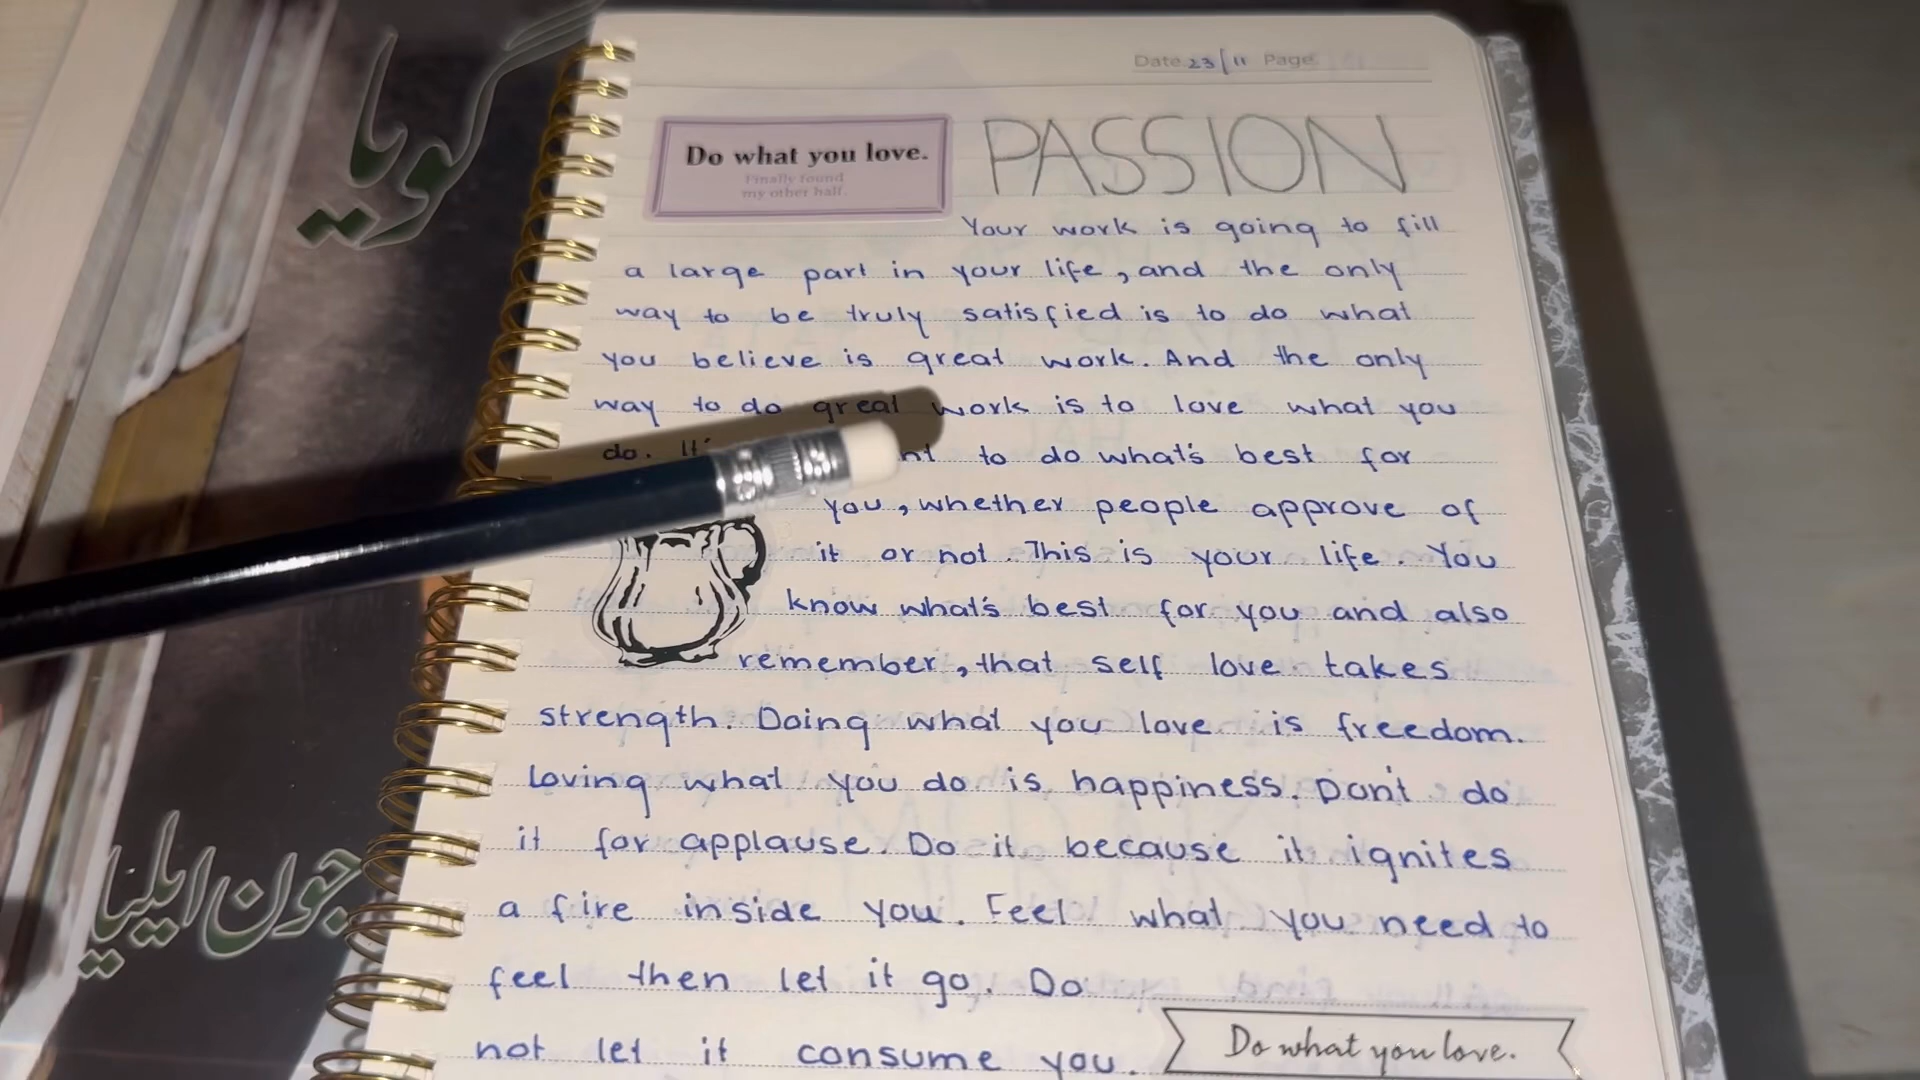 گویا
جون ایلیا
Date 23/11 Page
Do what you love.
Finally found
my other half.
PASSION
Your work is going to fill
a large part in your life, and the only
way to be truly satisfied is to do what
you believe is great work. And the only
way to do great work is to love what you
do. It's to do what's best for
you, whether people approve of
it or not. This is your life. You
know what's best for you and also
remember, that self love takes
strength. Doing what you love is freedom.
Loving what you do is happiness. Don't do
it for applause. Do it because it ignites
a fire inside you. Feel what you need to
feel then let it go. Do
not let it consume you.
Do what you love.